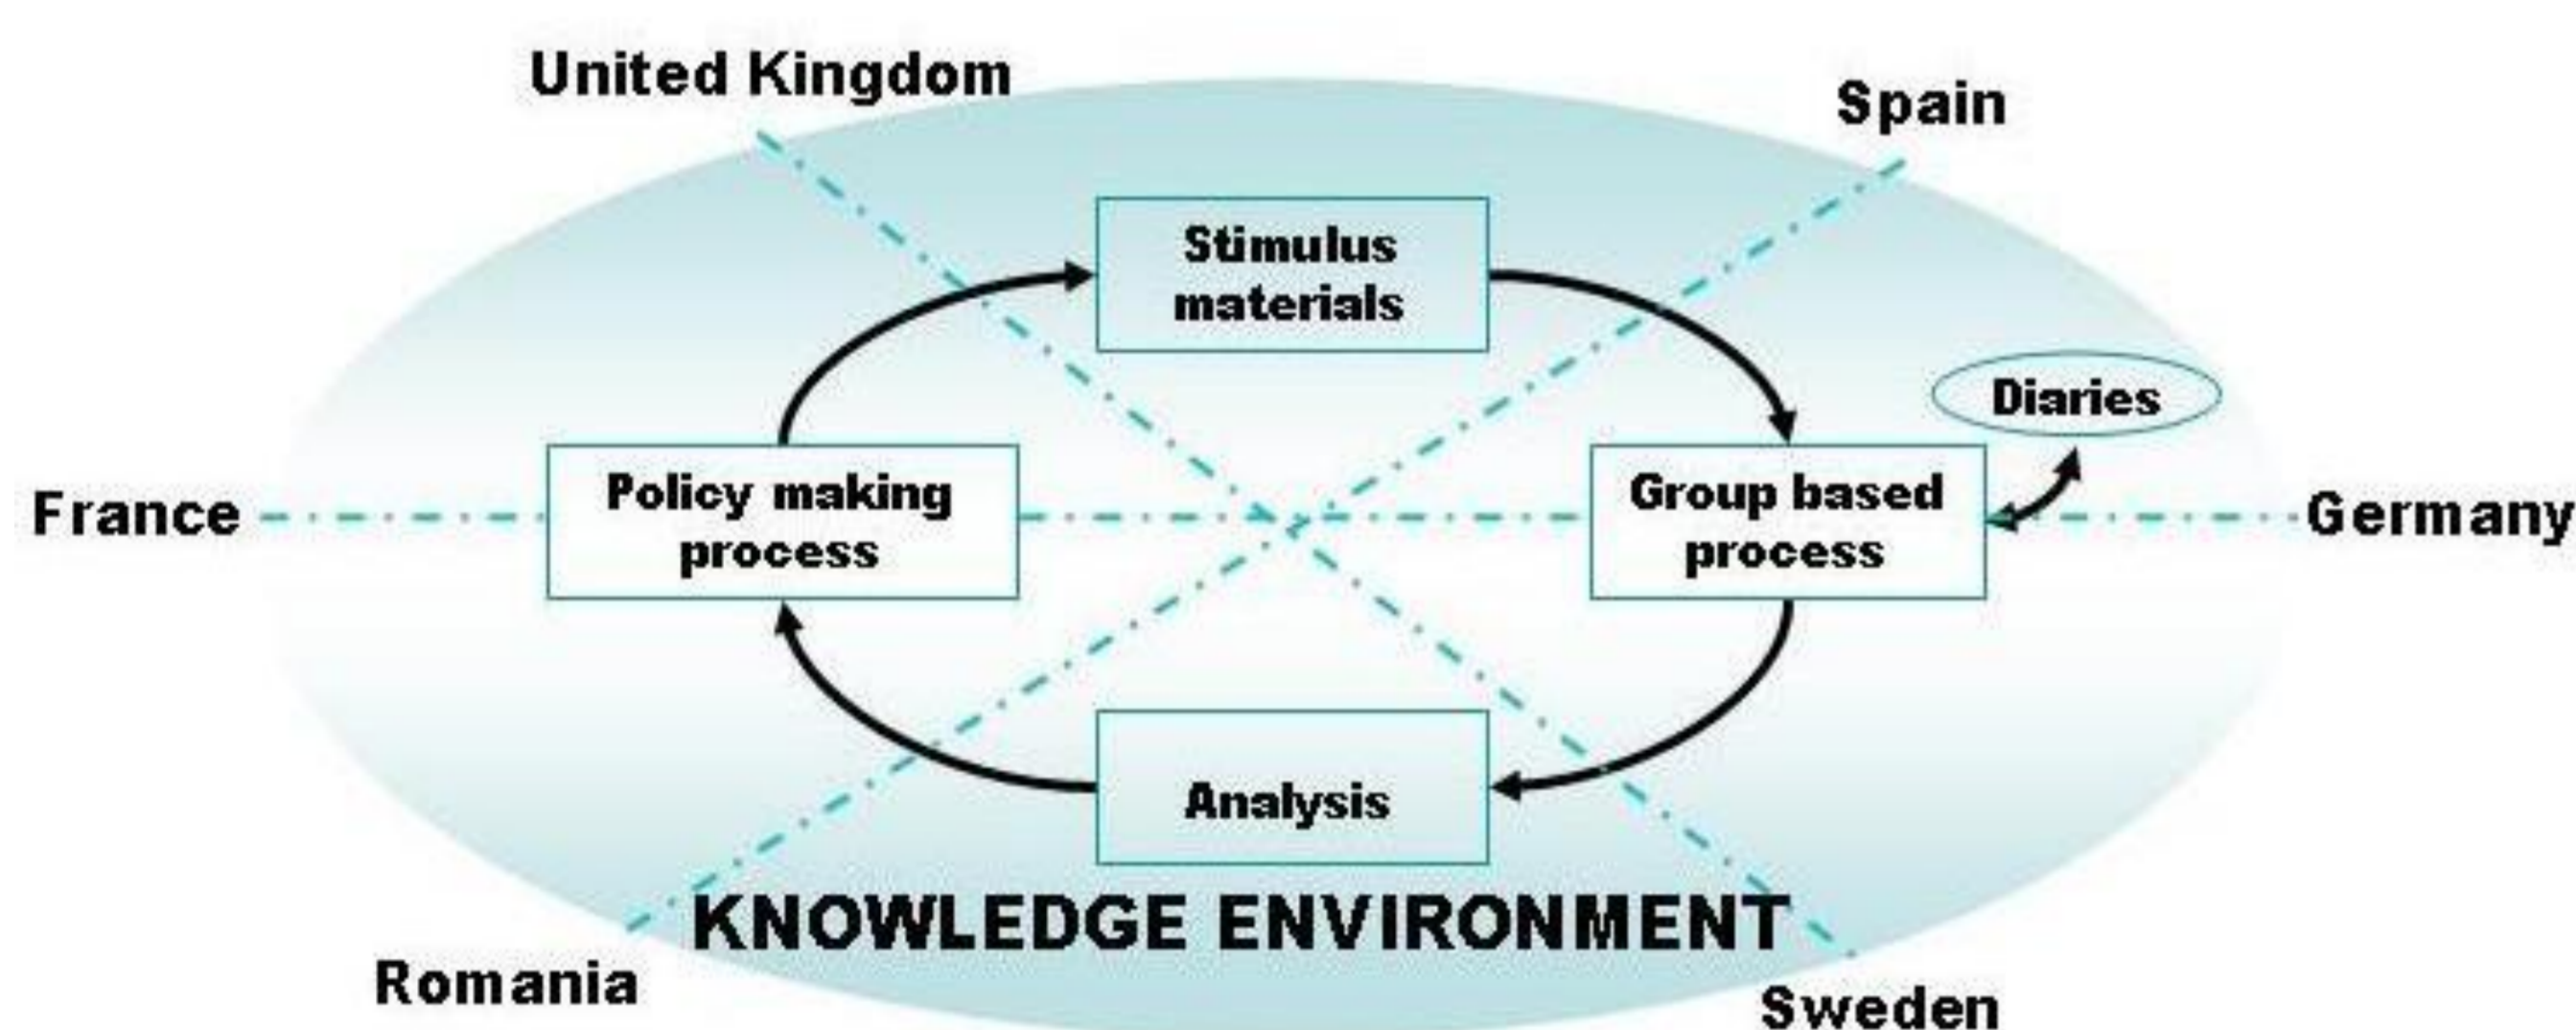 United Kingdom
Spain
Stimulus
materials
Diaries
France
Policy making
process
Group based
process
Germany
Analysis
KNOWLEDGE ENVIRONMENT
Romania
Sweden